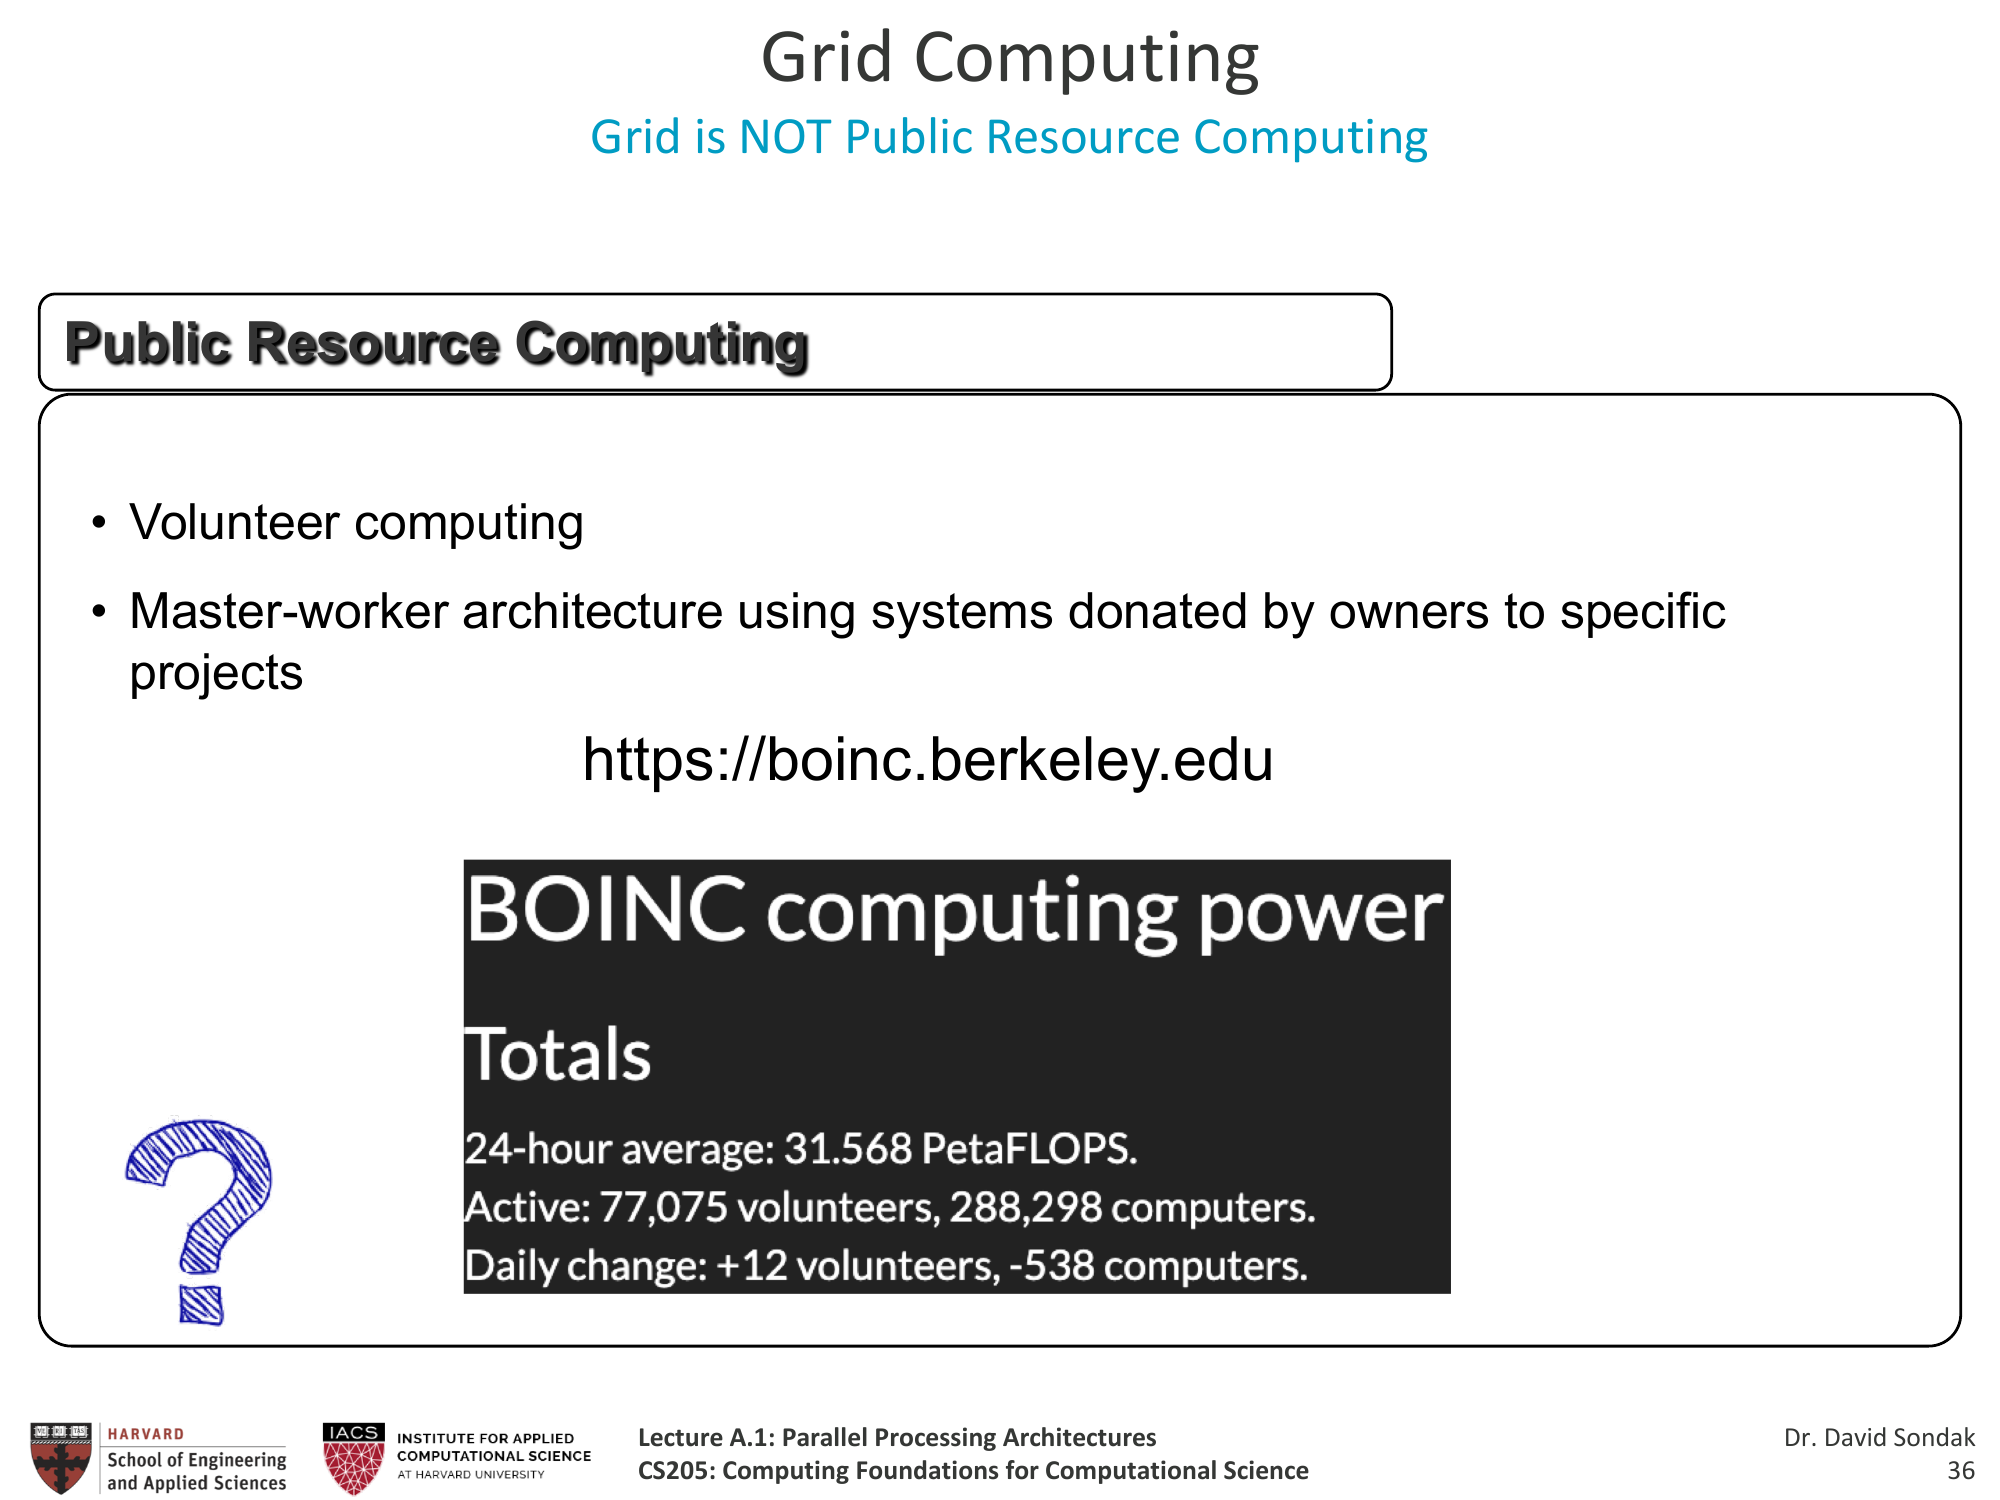 Grid Computing
Grid is NOT Public Resource Computing
Public Resource Computing
• Volunteer computing
• Master-worker architecture using systems donated by owners to specific
projects
https://boinc.berkeley.edu
BOINC computing power
Totals
24-hour average: 31.568 PetaFLOPS.
Active: 77,075 volunteers, 288,298 computers.
Daily change: +12 volunteers, -538 computers.
?
HARVARD
School of Engineering
and Applied Sciences
IACS
INSTITUTE FOR APPLIED
COMPUTATIONAL SCIENCE
AT HARVARD UNIVERSITY
Lecture A.1: Parallel Processing Architectures
CS205: Computing Foundations for Computational Science
Dr. David Sondak
36